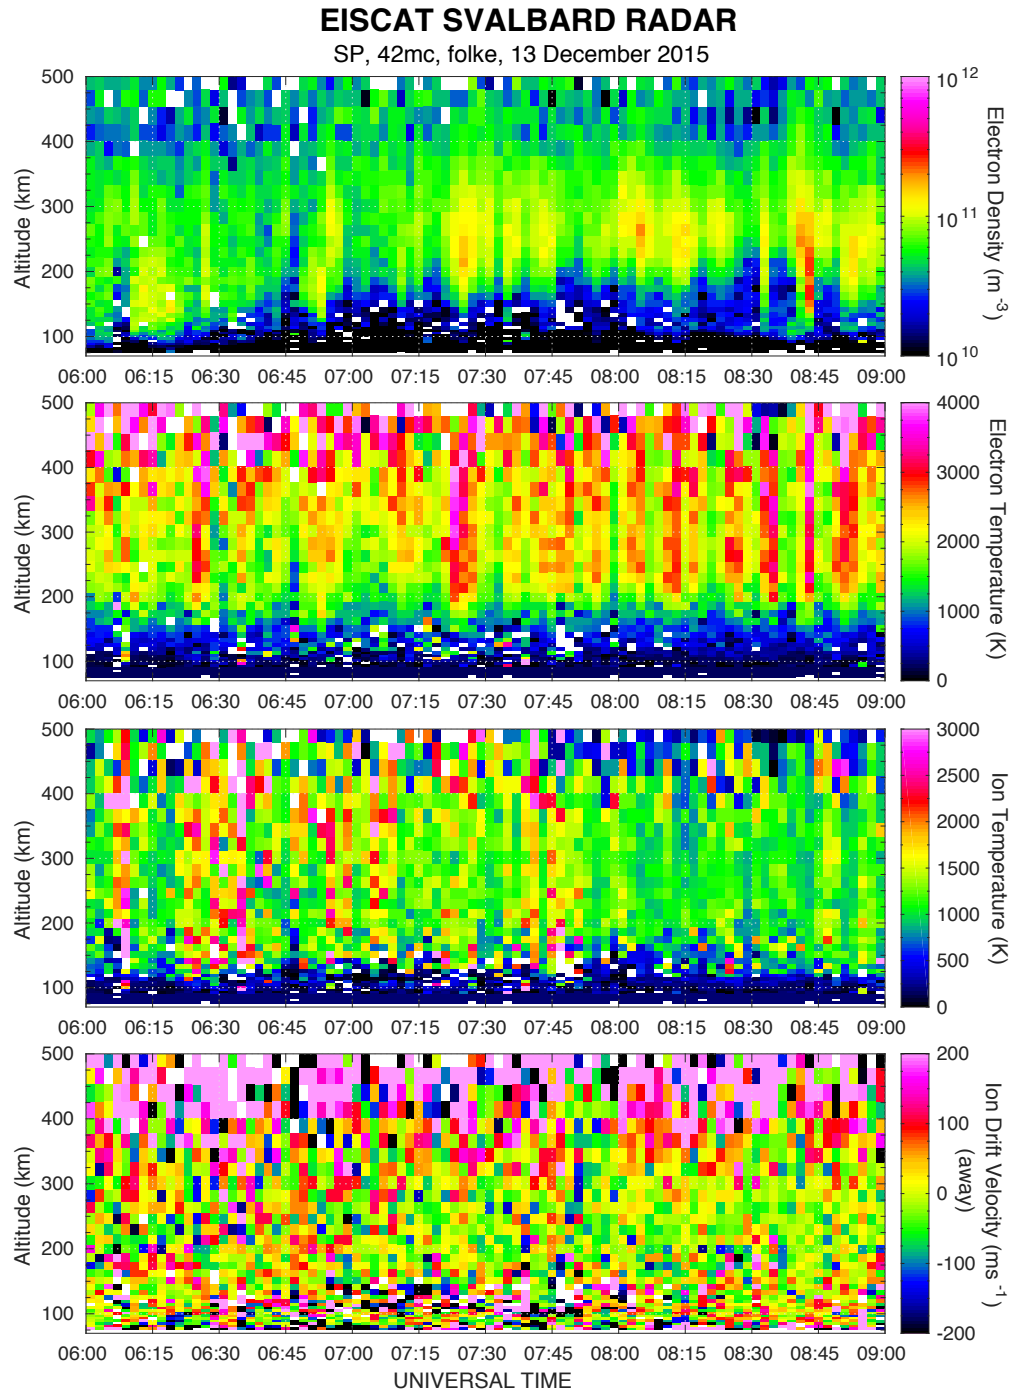 EISCAT SVALBARD RADAR
SP, 42mc, folke, 13 December 2015
500
400
300
200
100
Altitude (km)
06:00 06:15 06:30 06:45 07:00 07:15 07:30 07:45 08:00 08:15 08:30 08:45 09:00
10^12
10^11
10^10
Electron Density (m^-3)
500
400
300
200
100
Altitude (km)
06:00 06:15 06:30 06:45 07:00 07:15 07:30 07:45 08:00 08:15 08:30 08:45 09:00
4000
3000
2000
1000
0
Electron Temperature (K)
500
400
300
200
100
Altitude (km)
06:00 06:15 06:30 06:45 07:00 07:15 07:30 07:45 08:00 08:15 08:30 08:45 09:00
3000
2500
2000
1500
1000
500
0
Ion Temperature (K)
500
400
300
200
100
Altitude (km)
06:00 06:15 06:30 06:45 07:00 07:15 07:30 07:45 08:00 08:15 08:30 08:45 09:00
200
100
0
-100
-200
Ion Drift Velocity (ms^-1)
(away)
UNIVERSAL TIME